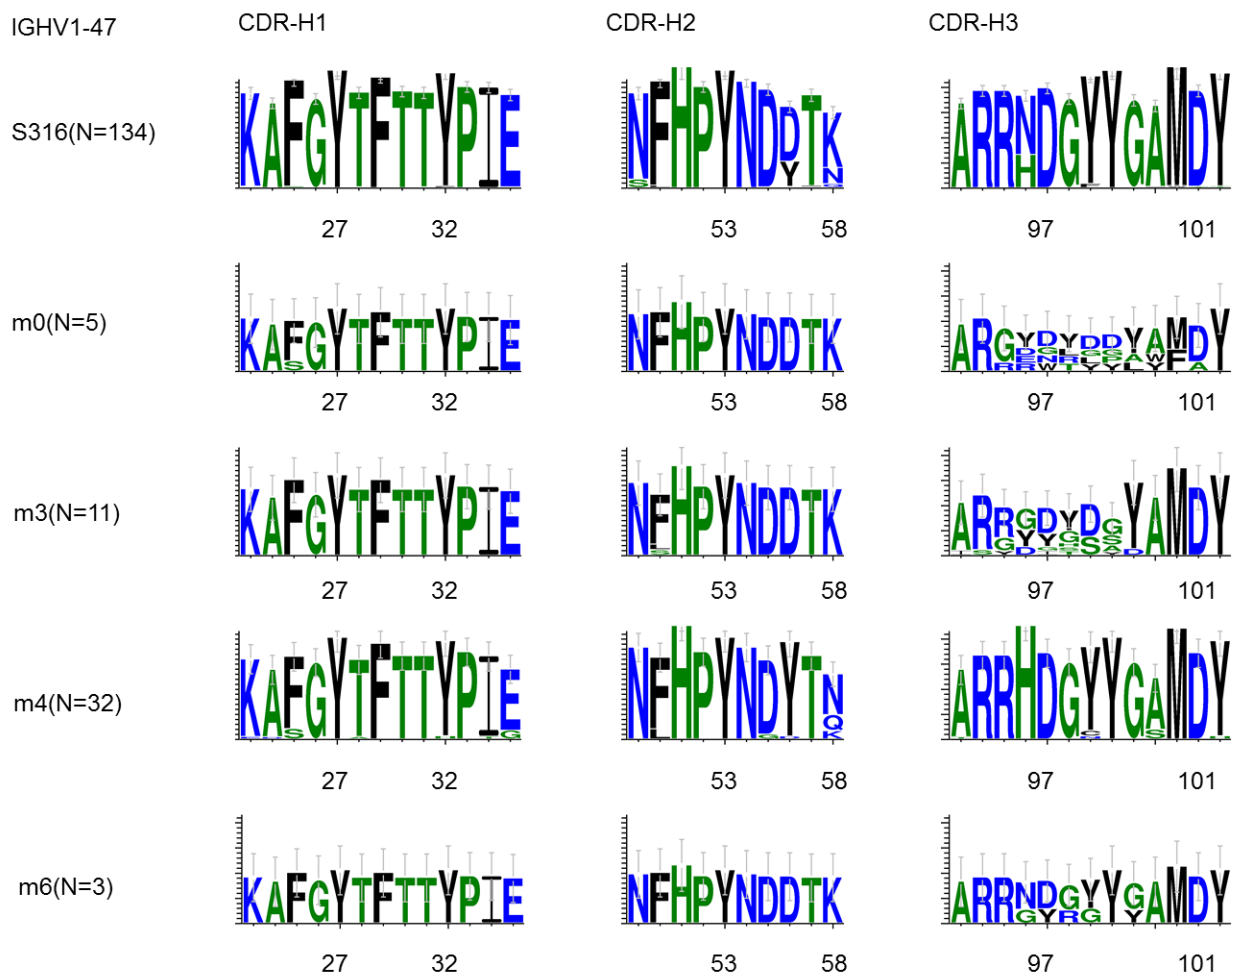 IGHV1-47 CDR-H1 CDR-H2 CDR-H3
S316(N=134) KAFGYTFTTYPIE NFHPYNDDTK ARRNDGYYGAMDY
S Y N H
27 32 53 58 97 101
m0(N=5) KAFGYTFTTYPIE NFHPYNDDTK ARGYDYDDYAMDY
S
27 32 53 58 97 101
m3(N=11) KAFGYTFTTYPIE NFHPYNDDTK ARRGDYDGYAMDY
27 32 53 58 97 101
m4(N=32) KAFGYTFTTYPIE NFHPYNDYTN ARRHDGYYGAMDY
S G Q S
27 32 53 58 97 101
m6(N=3) KAFGYTFTTYPIE NFHPYNDDTK ARRNDGYYGAMDY
G Y R G Y
27 32 53 58 97 101